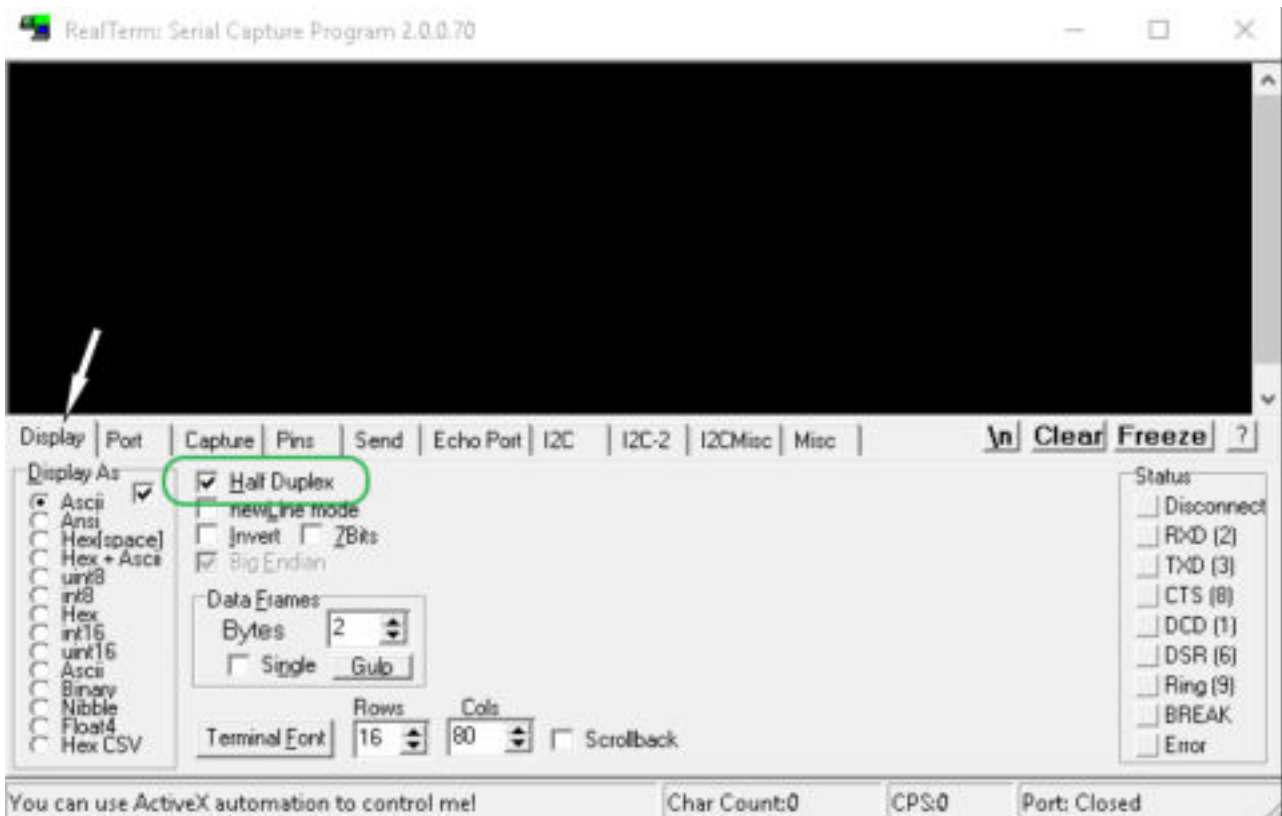 RealTerm: Serial Capture Program 2.0.0.70
Display Port Capture Pins Send Echo Port I2C I2C-2 I2CMisc Misc \n Clear Freeze ?
Display As
Ascii
Ansi
Hex[space]
Hex + Ascii
uint8
int8
Hex
int16
uint16
Ascii
Binary
Nibble
Float4
Hex CSV
Half Duplex
newLine mode
Invert 7Bits
Big Endian
Data Frames
Bytes 2
Single Gulp
Rows Cols
Terminal Font 16 80 Scrollback
Status
Disconnect
RXD (2)
TXD (3)
CTS (8)
DCD (1)
DSR (6)
Ring (9)
BREAK
Error
You can use ActiveX automation to control me! Char Count:0 CPS:0 Port: Closed